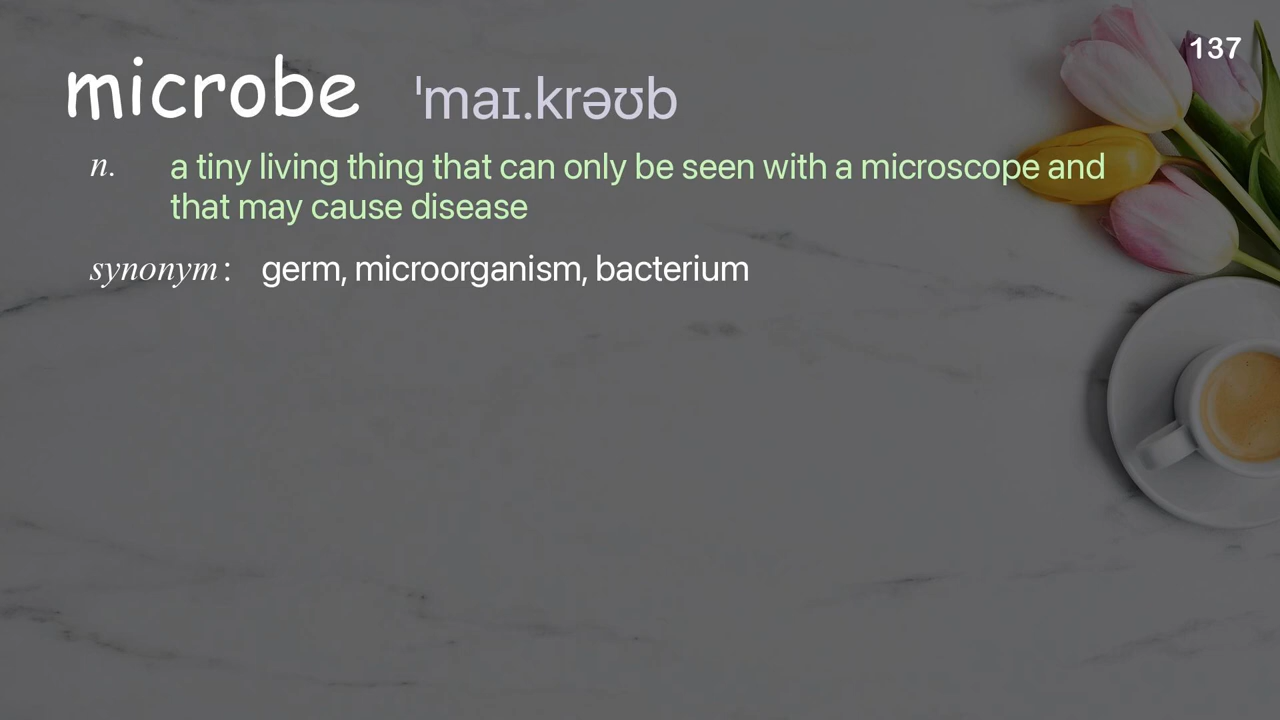 137
microbe ˈmaɪ.krəʊb
n. a tiny living thing that can only be seen with a microscope and
that may cause disease
synonym: germ, microorganism, bacterium